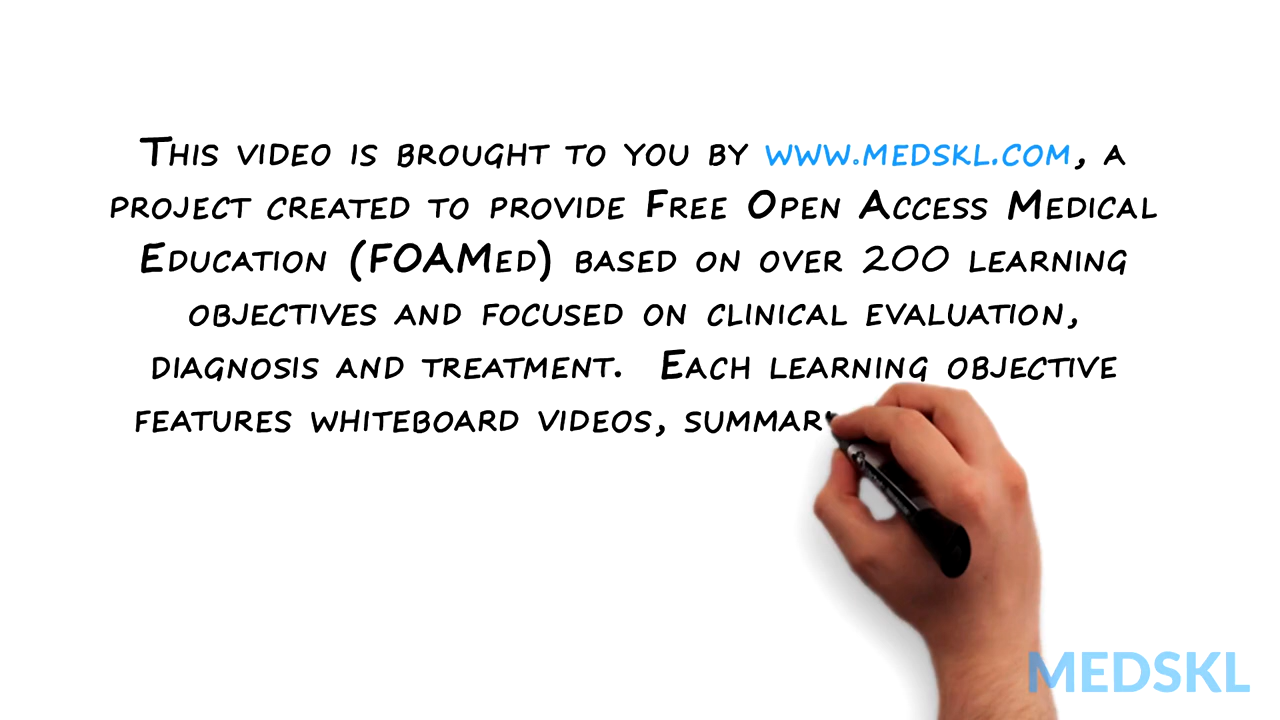 This video is brought to you by www.medskl.com, a
project created to provide Free Open Access Medical
Education (FOAMed) based on over 200 learning
objectives and focused on clinical evaluation,
diagnosis and treatment. Each learning objective
features whiteboard videos, summar
MEDSKL